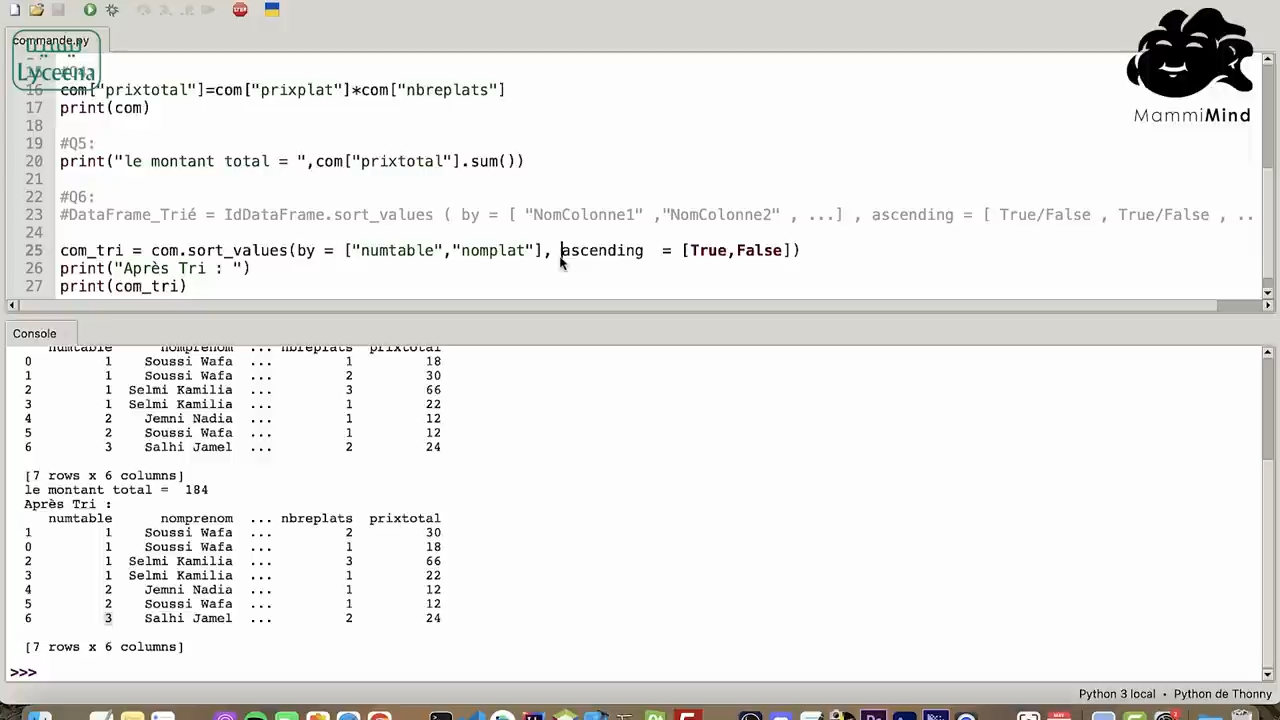 commande.py
Lyceena
MammiMind
16 com["prixtotal"]=com["prixplat"]*com["nbreplats"]
17 print(com)
18
19 #Q5:
20 print("le montant total = ",com["prixtotal"].sum())
21
22 #Q6:
23 #DataFrame_Trié = IdDataFrame.sort_values ( by = [ "NomColonne1" ,"NomColonne2" , ...] , ascending = [ True/False , True/False , ..
24
25 com_tri = com.sort_values(by = ["numtable","nomplat"], ascending  = [True,False])
26 print("Après Tri : ")
27 print(com_tri)
Console
numtable nomprenom ... nbreplats prixtotal
0 1 Soussi Wafa ... 1 18
1 1 Soussi Wafa ... 2 30
2 1 Selmi Kamilia ... 3 66
3 1 Selmi Kamilia ... 1 22
4 2 Jemni Nadia ... 1 12
5 2 Soussi Wafa ... 1 12
6 3 Salhi Jamel ... 2 24
[7 rows x 6 columns]
le montant total =  184
Après Tri :
numtable nomprenom ... nbreplats prixtotal
1 1 Soussi Wafa ... 2 30
0 1 Soussi Wafa ... 1 18
2 1 Selmi Kamilia ... 3 66
3 1 Selmi Kamilia ... 1 22
4 2 Jemni Nadia ... 1 12
5 2 Soussi Wafa ... 1 12
6 3 Salhi Jamel ... 2 24
[7 rows x 6 columns]
>>>
Python 3 local • Python de Thonny